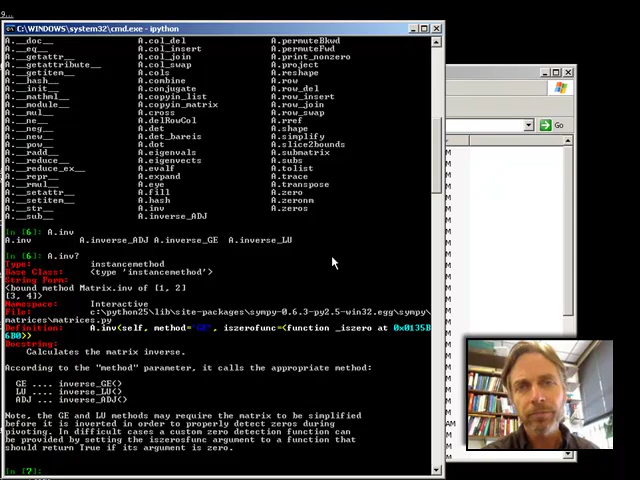 C:\WINDOWS\system32\cmd.exe - ipython
A.__doc__ A.col_del A.permuteBkwd
A.__eq__ A.col_insert A.permuteFwd
A.__getattr__ A.col_join A.print_nonzero
A.__getattribute__ A.col_swap A.project
A.__getitem__ A.cols A.reshape
A.__hash__ A.combine A.row
A.__init__ A.conjugate A.row_del
A.__mathml__ A.copyin_list A.row_insert
A.__module__ A.copyin_matrix A.row_join
A.__mul__ A.cross A.row_swap
A.__ne__ A.delRowCol A.rref
A.__neg__ A.det A.shape
A.__new__ A.det_bareis A.simplify
A.__pow__ A.dot A.slice2bounds
A.__radd__ A.eigenvals A.submatrix
A.__reduce__ A.eigenvects A.subs
A.__reduce_ex__ A.evalf A.tolist
A.__repr__ A.expand A.trace
A.__rmul__ A.eye A.transpose
A.__setattr__ A.fill A.zero
A.__setitem__ A.hash A.zeronm
A.__str__ A.inv A.zeros
A.__sub__ A.inverse_ADJ
In [6]: A.inv
A.inv A.inverse_ADJ A.inverse_GE A.inverse_LU
In [6]: A.inv?
Type: instancemethod
Base Class: <type 'instancemethod'>
String Form:
<bound method Matrix.inv of [1, 2]
[3, 4]>
Namespace: Interactive
File: c:\python25\lib\site-packages\sympy-0.6.3-py2.5-win32.egg\sympy\
matrices\matrices.py
Definition: A.inv(self, method='GE', iszerofunc=<function _iszero at 0x0135B
6B0>)
Docstring:
Calculates the matrix inverse.
According to the "method" parameter, it calls the appropriate method:
GE .... inverse_GE()
LU .... inverse_LU()
ADJ ... inverse_ADJ()
Note, the GE and LU methods may require the matrix to be simplified
before it is inverted in order to properly detect zeros during
pivoting. In difficult cases a custom zero detection function can
be provided by setting the iszerosfunc argument to a function that
should return True if its argument is zero.
In [7]:
Go